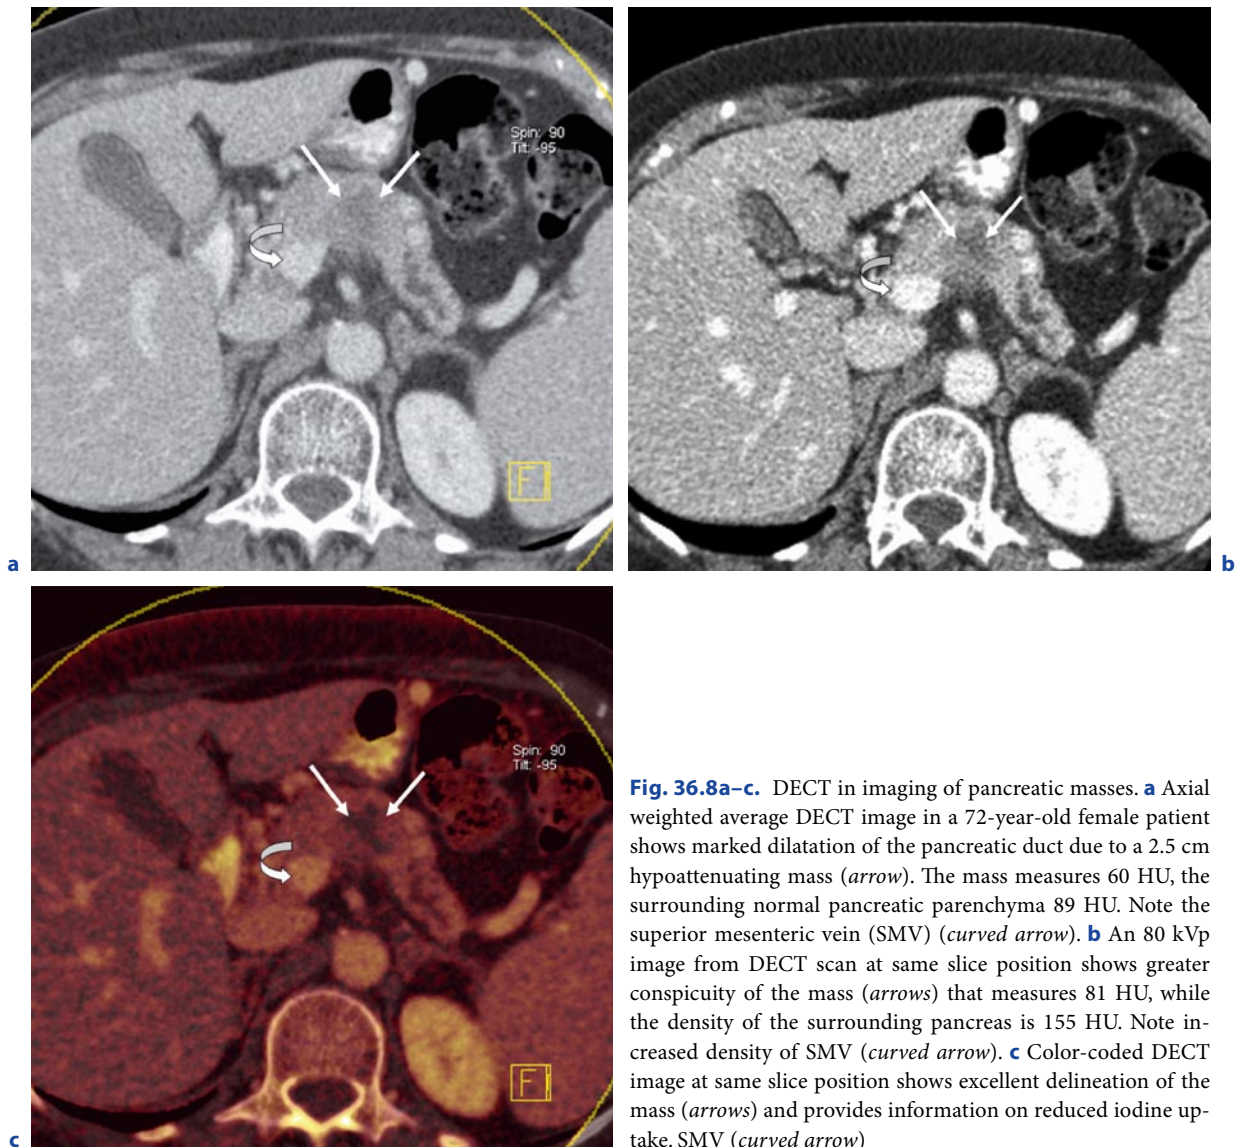 Spin: 90
Tilt: -95
F
a
b
Spin: 90
Tilt: -95
F
c
Fig. 36.8a–c. DECT in imaging of pancreatic masses. a Axial
weighted average DECT image in a 72-year-old female patient
shows marked dilatation of the pancreatic duct due to a 2.5 cm
hypoattenuating mass (arrow). The mass measures 60 HU, the
surrounding normal pancreatic parenchyma 89 HU. Note the
superior mesenteric vein (SMV) (curved arrow). b An 80 kVp
image from DECT scan at same slice position shows greater
conspicuity of the mass (arrows) that measures 81 HU, while
the density of the surrounding pancreas is 155 HU. Note in-
creased density of SMV (curved arrow). c Color-coded DECT
image at same slice position shows excellent delineation of the
mass (arrows) and provides information on reduced iodine up-
take. SMV (curved arrow)